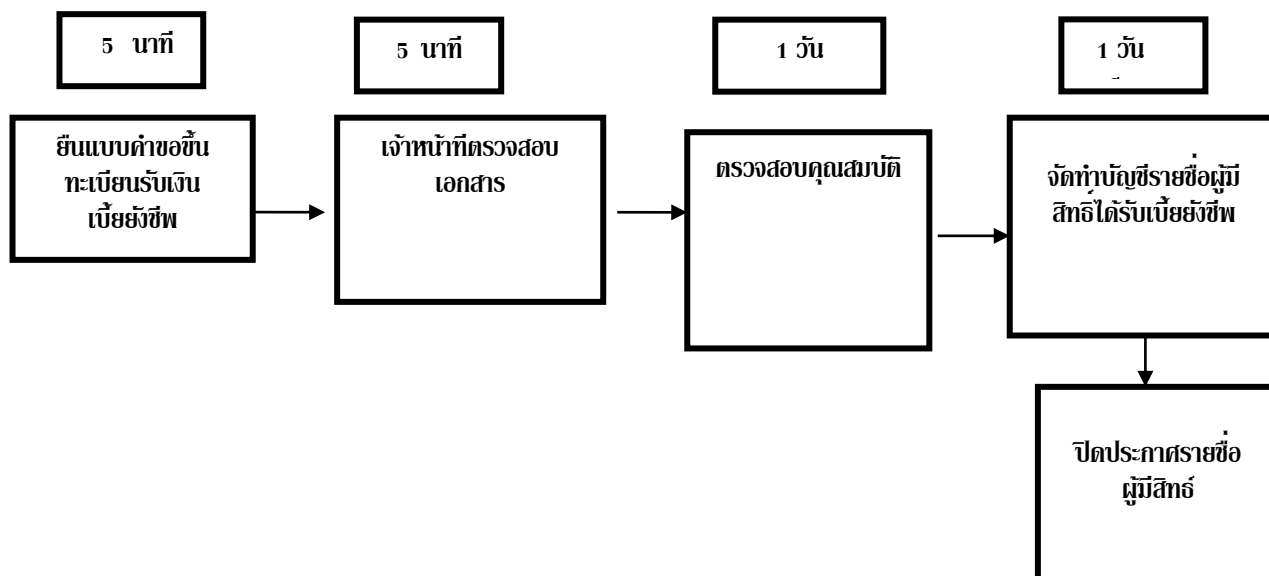 5 นาที
5 นาที
1 วัน
1 วัน
ยืนแบบคำขอขึ้น
ทะเบียนรับเงิน
เบี้ยยังชีพ
เจ้าหน้าที่ตรวจสอบ
เอกสาร
ตรวจสอบคุณสมบัติ
จัดทำบัญชีรายชื่อผู้มี
สิทธิ์ได้รับเบี้ยยังชีพ
ปิดประกาศรายชื่อ
ผู้มีสิทธ์